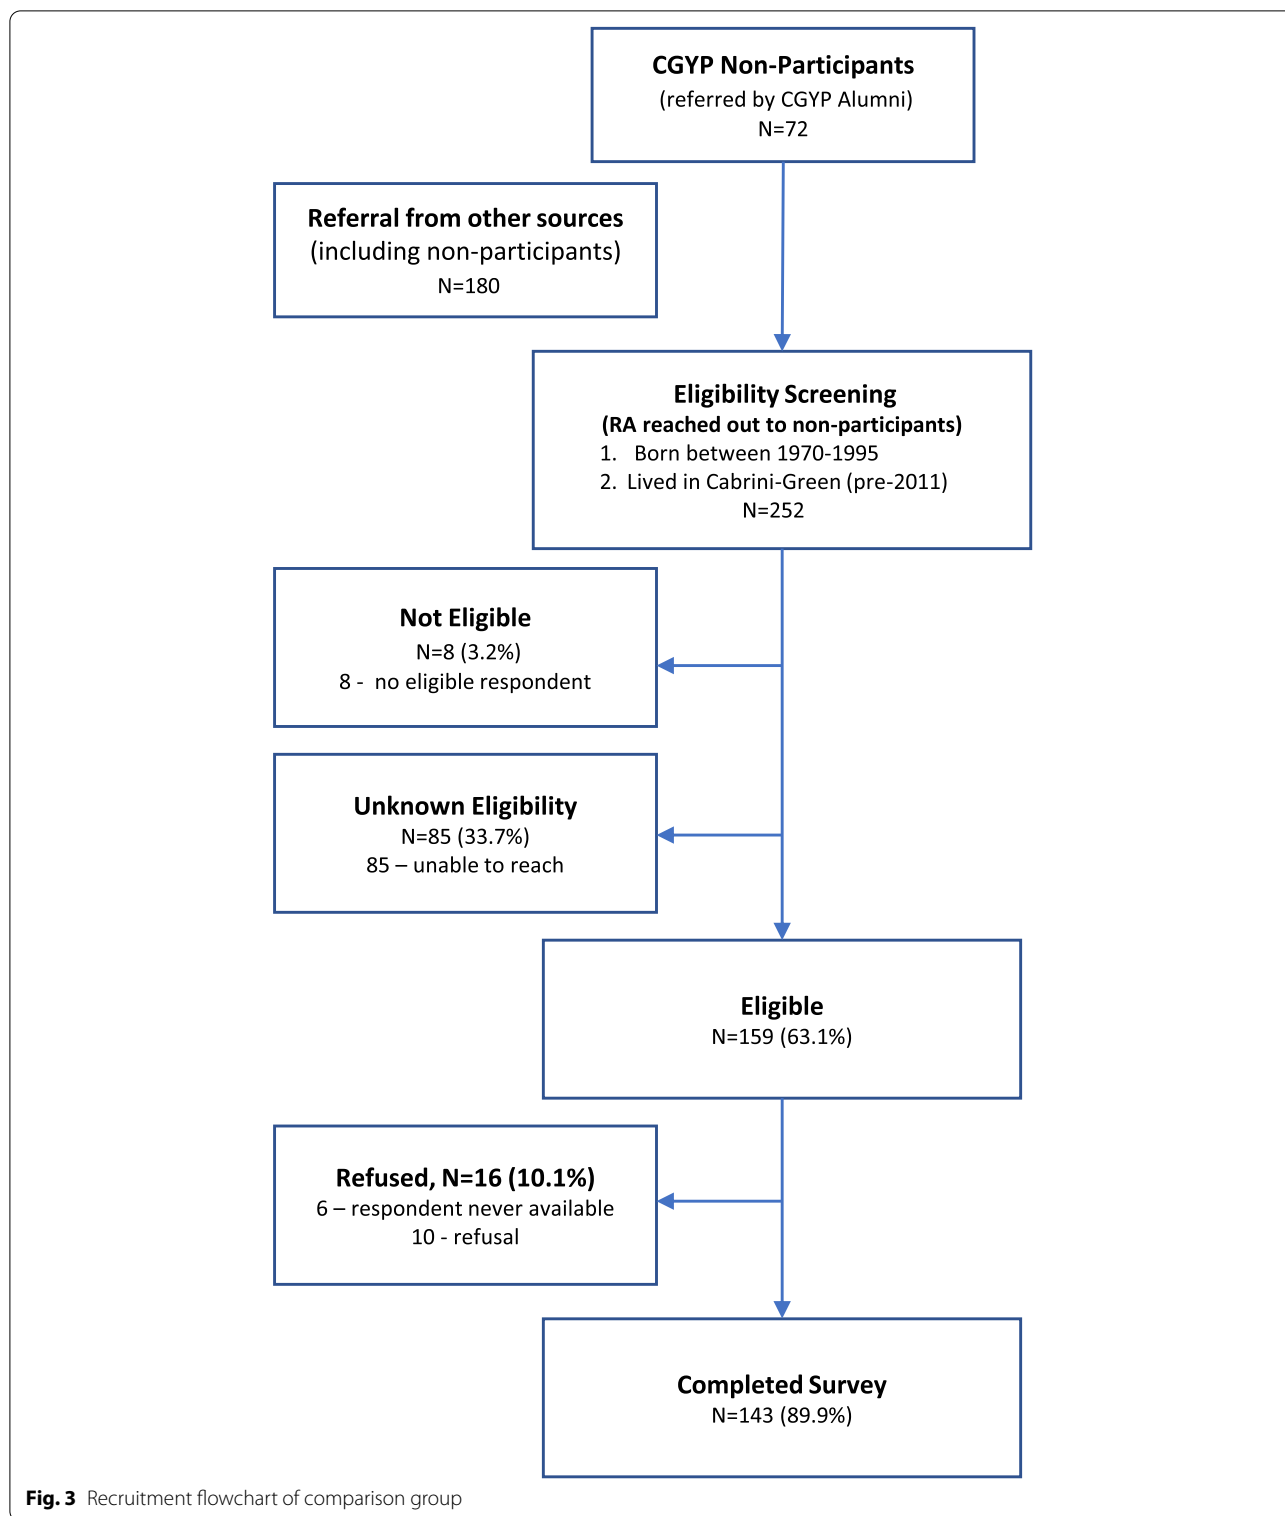 CGYP Non-Participants
(referred by CGYP Alumni)
N=72
Referral from other sources
(including non-participants)
N=180
Eligibility Screening
(RA reached out to non-participants)
1. Born between 1970-1995
2. Lived in Cabrini-Green (pre-2011)
N=252
Not Eligible
N=8 (3.2%)
8 - no eligible respondent
Unknown Eligibility
N=85 (33.7%)
85 – unable to reach
Eligible
N=159 (63.1%)
Refused, N=16 (10.1%)
6 – respondent never available
10 - refusal
Completed Survey
N=143 (89.9%)
Fig. 3 Recruitment flowchart of comparison group